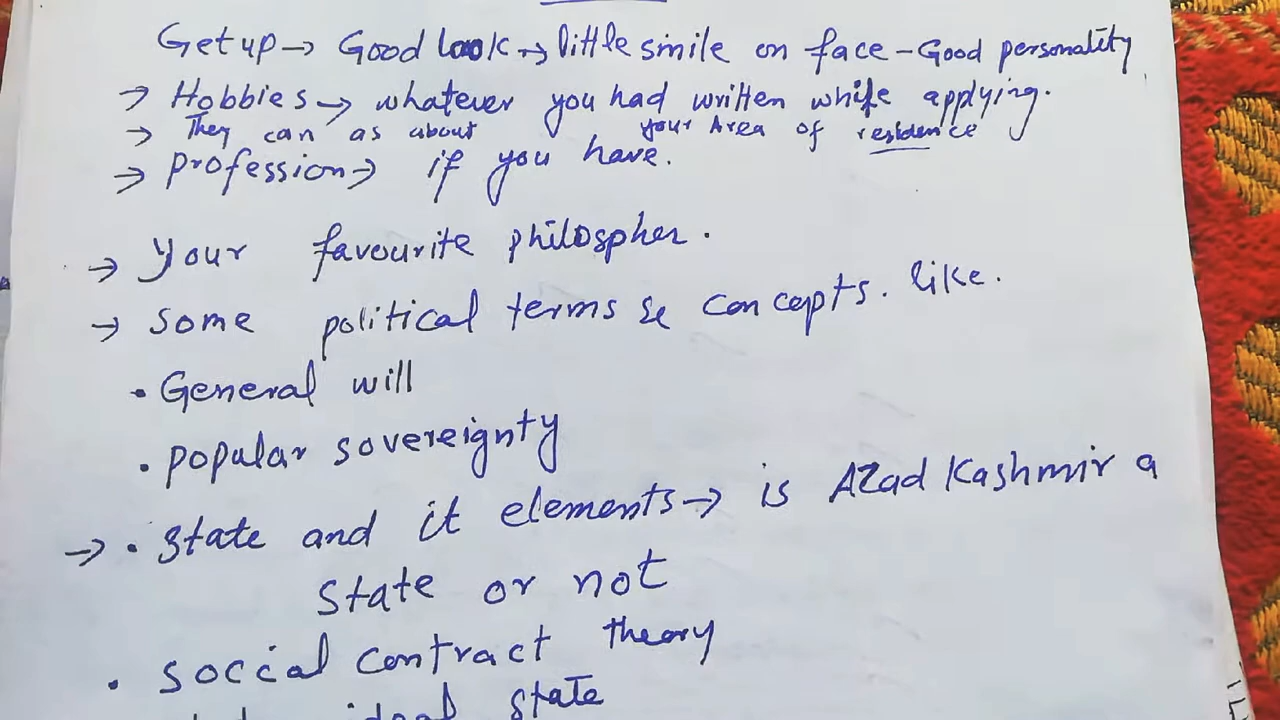 Getup → Good look → little smile on face - Good personality
→ Hobbies → whatever you had written while applying.
→ They can as about your Area of residence
→ profession → if you have.
→ your favourite philospher.
→ some political terms & concepts. like.
• General will
• popular sovereignty
→ • state and it elements → is Azad Kashmir a
state or not
• social contract theory
ideal state